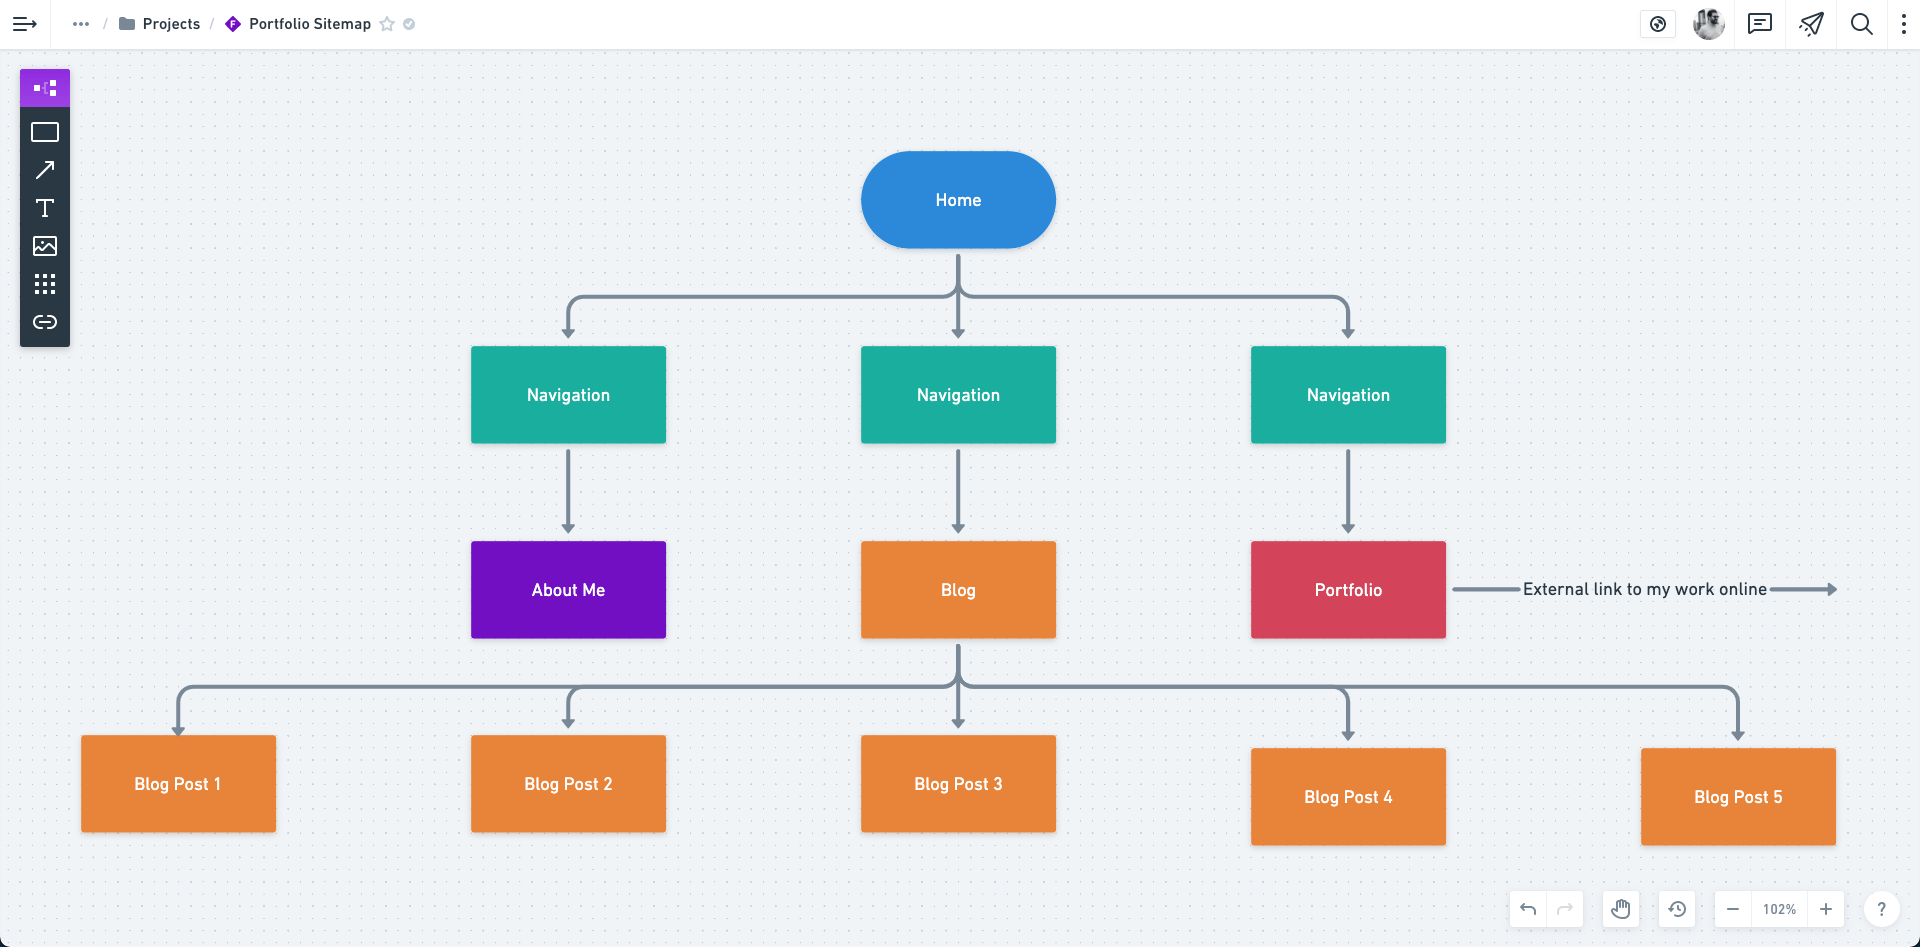 / Projects / F Portfolio Sitemap
Home
Navigation Navigation Navigation
About Me Blog Portfolio External link to my work online
Blog Post 1 Blog Post 2 Blog Post 3 Blog Post 4 Blog Post 5
102% ?